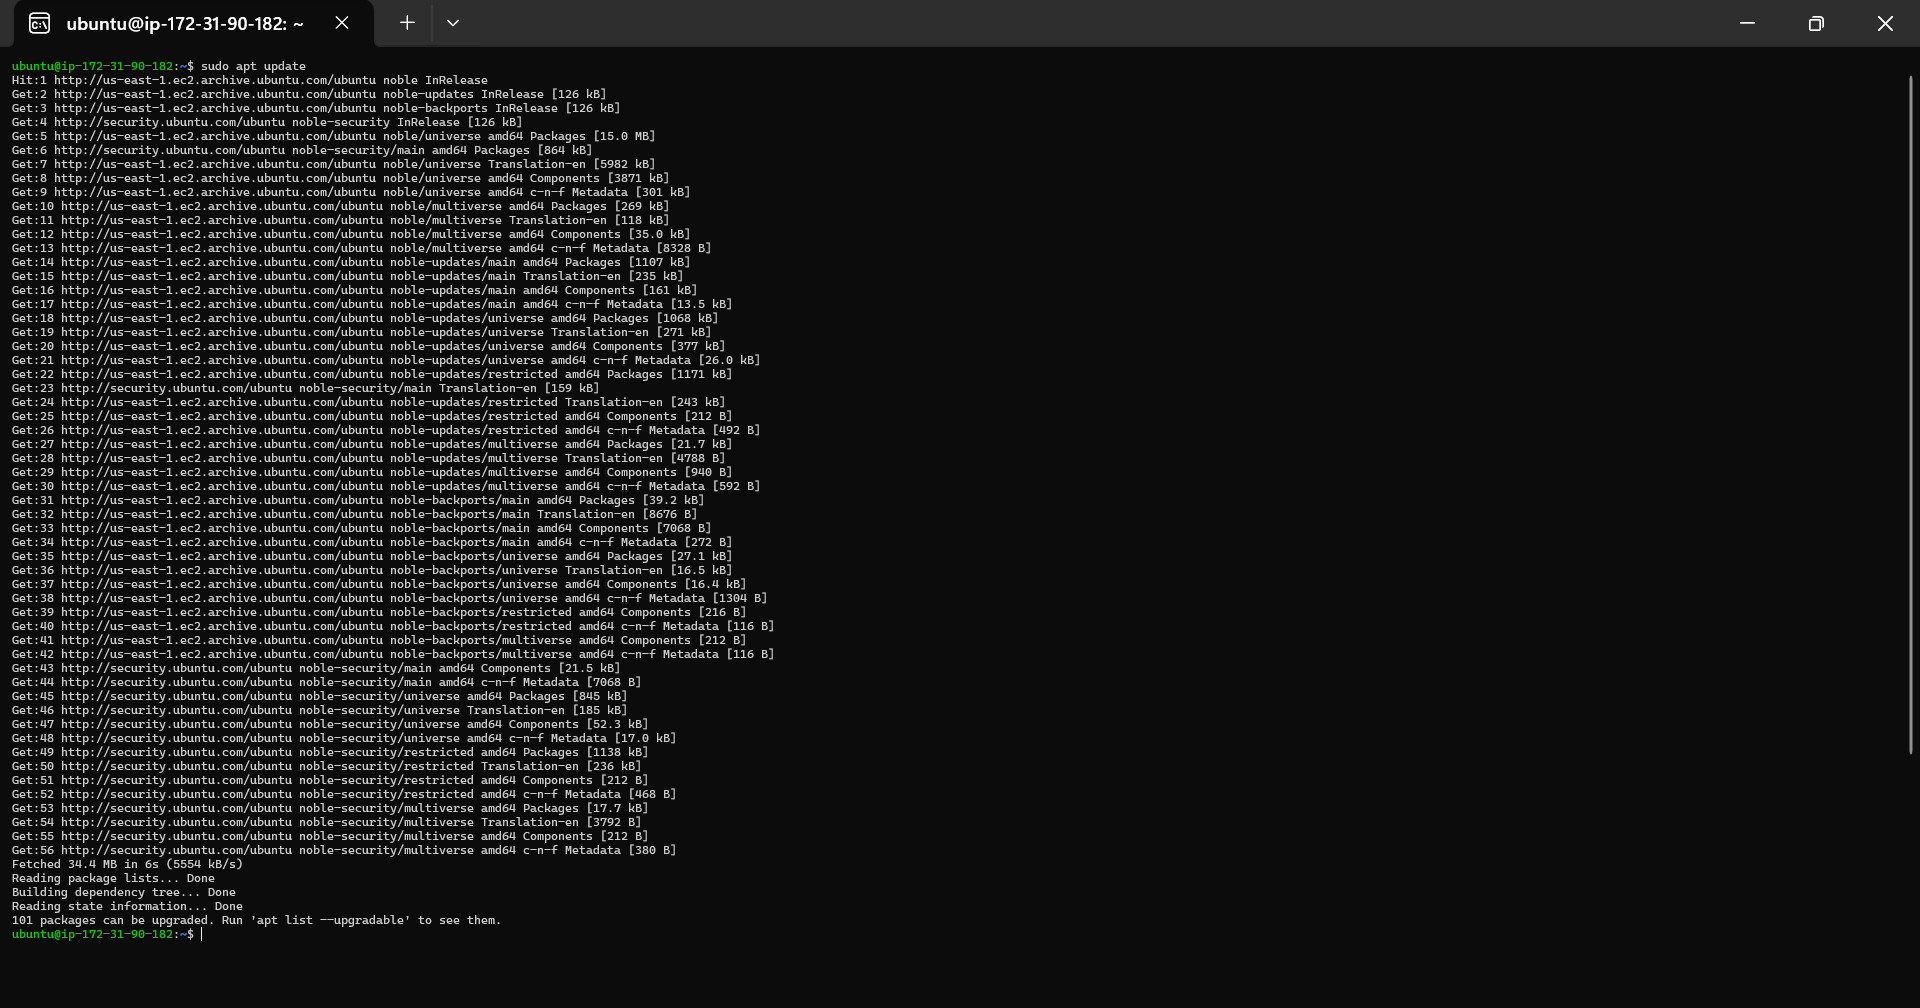 ubuntu@ip-172-31-90-182: ~
ubuntu@ip-172-31-90-182:~$ sudo apt update
Hit:1 http://us-east-1.ec2.archive.ubuntu.com/ubuntu noble InRelease
Get:2 http://us-east-1.ec2.archive.ubuntu.com/ubuntu noble-updates InRelease [126 kB]
Get:3 http://us-east-1.ec2.archive.ubuntu.com/ubuntu noble-backports InRelease [126 kB]
Get:4 http://security.ubuntu.com/ubuntu noble-security InRelease [126 kB]
Get:5 http://us-east-1.ec2.archive.ubuntu.com/ubuntu noble/universe amd64 Packages [15.0 MB]
Get:6 http://security.ubuntu.com/ubuntu noble-security/main amd64 Packages [864 kB]
Get:7 http://us-east-1.ec2.archive.ubuntu.com/ubuntu noble/universe Translation-en [5982 kB]
Get:8 http://us-east-1.ec2.archive.ubuntu.com/ubuntu noble/universe amd64 Components [3871 kB]
Get:9 http://us-east-1.ec2.archive.ubuntu.com/ubuntu noble/universe amd64 c-n-f Metadata [301 kB]
Get:10 http://us-east-1.ec2.archive.ubuntu.com/ubuntu noble/multiverse amd64 Packages [269 kB]
Get:11 http://us-east-1.ec2.archive.ubuntu.com/ubuntu noble/multiverse Translation-en [118 kB]
Get:12 http://us-east-1.ec2.archive.ubuntu.com/ubuntu noble/multiverse amd64 Components [35.0 kB]
Get:13 http://us-east-1.ec2.archive.ubuntu.com/ubuntu noble/multiverse amd64 c-n-f Metadata [8328 B]
Get:14 http://us-east-1.ec2.archive.ubuntu.com/ubuntu noble-updates/main amd64 Packages [1107 kB]
Get:15 http://us-east-1.ec2.archive.ubuntu.com/ubuntu noble-updates/main Translation-en [235 kB]
Get:16 http://us-east-1.ec2.archive.ubuntu.com/ubuntu noble-updates/main amd64 Components [161 kB]
Get:17 http://us-east-1.ec2.archive.ubuntu.com/ubuntu noble-updates/main amd64 c-n-f Metadata [13.5 kB]
Get:18 http://us-east-1.ec2.archive.ubuntu.com/ubuntu noble-updates/universe amd64 Packages [1068 kB]
Get:19 http://us-east-1.ec2.archive.ubuntu.com/ubuntu noble-updates/universe Translation-en [271 kB]
Get:20 http://us-east-1.ec2.archive.ubuntu.com/ubuntu noble-updates/universe amd64 Components [377 kB]
Get:21 http://us-east-1.ec2.archive.ubuntu.com/ubuntu noble-updates/universe amd64 c-n-f Metadata [26.0 kB]
Get:22 http://us-east-1.ec2.archive.ubuntu.com/ubuntu noble-updates/restricted amd64 Packages [1171 kB]
Get:23 http://security.ubuntu.com/ubuntu noble-security/main Translation-en [159 kB]
Get:24 http://us-east-1.ec2.archive.ubuntu.com/ubuntu noble-updates/restricted Translation-en [243 kB]
Get:25 http://us-east-1.ec2.archive.ubuntu.com/ubuntu noble-updates/restricted amd64 Components [212 B]
Get:26 http://us-east-1.ec2.archive.ubuntu.com/ubuntu noble-updates/restricted amd64 c-n-f Metadata [492 B]
Get:27 http://us-east-1.ec2.archive.ubuntu.com/ubuntu noble-updates/multiverse amd64 Packages [21.7 kB]
Get:28 http://us-east-1.ec2.archive.ubuntu.com/ubuntu noble-updates/multiverse Translation-en [4788 B]
Get:29 http://us-east-1.ec2.archive.ubuntu.com/ubuntu noble-updates/multiverse amd64 Components [940 B]
Get:30 http://us-east-1.ec2.archive.ubuntu.com/ubuntu noble-updates/multiverse amd64 c-n-f Metadata [592 B]
Get:31 http://us-east-1.ec2.archive.ubuntu.com/ubuntu noble-backports/main amd64 Packages [39.2 kB]
Get:32 http://us-east-1.ec2.archive.ubuntu.com/ubuntu noble-backports/main Translation-en [8676 B]
Get:33 http://us-east-1.ec2.archive.ubuntu.com/ubuntu noble-backports/main amd64 Components [7068 B]
Get:34 http://us-east-1.ec2.archive.ubuntu.com/ubuntu noble-backports/main amd64 c-n-f Metadata [272 B]
Get:35 http://us-east-1.ec2.archive.ubuntu.com/ubuntu noble-backports/universe amd64 Packages [27.1 kB]
Get:36 http://us-east-1.ec2.archive.ubuntu.com/ubuntu noble-backports/universe Translation-en [16.5 kB]
Get:37 http://us-east-1.ec2.archive.ubuntu.com/ubuntu noble-backports/universe amd64 Components [16.4 kB]
Get:38 http://us-east-1.ec2.archive.ubuntu.com/ubuntu noble-backports/universe amd64 c-n-f Metadata [1304 B]
Get:39 http://us-east-1.ec2.archive.ubuntu.com/ubuntu noble-backports/restricted amd64 Components [216 B]
Get:40 http://us-east-1.ec2.archive.ubuntu.com/ubuntu noble-backports/restricted amd64 c-n-f Metadata [116 B]
Get:41 http://us-east-1.ec2.archive.ubuntu.com/ubuntu noble-backports/multiverse amd64 Components [212 B]
Get:42 http://us-east-1.ec2.archive.ubuntu.com/ubuntu noble-backports/multiverse amd64 c-n-f Metadata [116 B]
Get:43 http://security.ubuntu.com/ubuntu noble-security/main amd64 Components [21.5 kB]
Get:44 http://security.ubuntu.com/ubuntu noble-security/main amd64 c-n-f Metadata [7068 B]
Get:45 http://security.ubuntu.com/ubuntu noble-security/universe amd64 Packages [845 kB]
Get:46 http://security.ubuntu.com/ubuntu noble-security/universe Translation-en [185 kB]
Get:47 http://security.ubuntu.com/ubuntu noble-security/universe amd64 Components [52.3 kB]
Get:48 http://security.ubuntu.com/ubuntu noble-security/universe amd64 c-n-f Metadata [17.0 kB]
Get:49 http://security.ubuntu.com/ubuntu noble-security/restricted amd64 Packages [1138 kB]
Get:50 http://security.ubuntu.com/ubuntu noble-security/restricted Translation-en [236 kB]
Get:51 http://security.ubuntu.com/ubuntu noble-security/restricted amd64 Components [212 B]
Get:52 http://security.ubuntu.com/ubuntu noble-security/restricted amd64 c-n-f Metadata [468 B]
Get:53 http://security.ubuntu.com/ubuntu noble-security/multiverse amd64 Packages [17.7 kB]
Get:54 http://security.ubuntu.com/ubuntu noble-security/multiverse Translation-en [3792 B]
Get:55 http://security.ubuntu.com/ubuntu noble-security/multiverse amd64 Components [212 B]
Get:56 http://security.ubuntu.com/ubuntu noble-security/multiverse amd64 c-n-f Metadata [380 B]
Fetched 34.4 MB in 6s (5554 kB/s)
Reading package lists... Done
Building dependency tree... Done
Reading state information... Done
101 packages can be upgraded. Run 'apt list --upgradable' to see them.
ubuntu@ip-172-31-90-182:~$